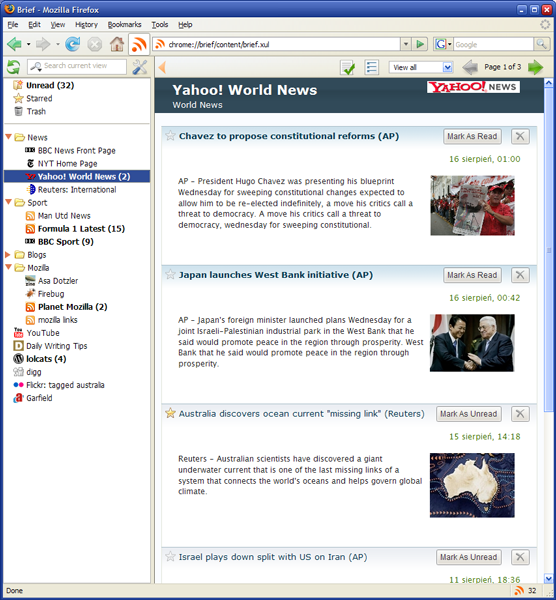 Brief - Mozilla Firefox
File Edit View History Bookmarks Tools Help
chrome://brief/content/brief.xul
G Google
Search current view
View all
Page 1 of 3
Unread (32)
Starred
Trash
News
BBC News Front Page
NYT Home Page
Yahoo! World News (2)
Reuters: International
Sport
Man Utd News
Formula 1 Latest (15)
BBC Sport (9)
Blogs
Mozilla
Asa Dotzler
Firebug
Planet Mozilla (2)
mozilla links
YouTube
Daily Writing Tips
lolcats (4)
digg
Flickr: tagged australia
Garfield
Yahoo! World News
World News
YAHOO! NEWS
Chavez to propose constitutional reforms (AP)
Mark As Read
16 sierpień, 01:00
AP - President Hugo Chavez was presenting his blueprint
Wednesday for sweeping constitutional changes expected to
allow him to be re-elected indefinitely, a move his critics call a
threat to democracy. A move his critics call a threat to
democracy, wednesday for sweeping constitutional.
Japan launches West Bank initiative (AP)
Mark As Read
16 sierpień, 00:42
AP - Japan's foreign minister launched plans Wednesday for a
joint Israeli-Palestinian industrial park in the West Bank that he
said would promote peace in the region through prosperity. West
Bank that he said would promote peace in the region through
prosperity.
Australia discovers ocean current "missing link" (Reuters)
Mark As Unread
15 sierpień, 14:18
Reuters - Australian scientists have discovered a giant
underwater current that is one of the last missing links of a
system that connects the world's oceans and helps govern global
climate.
Israel plays down split with US on Iran (AP)
Mark As Unread
11 sierpień, 18:36
Done
32